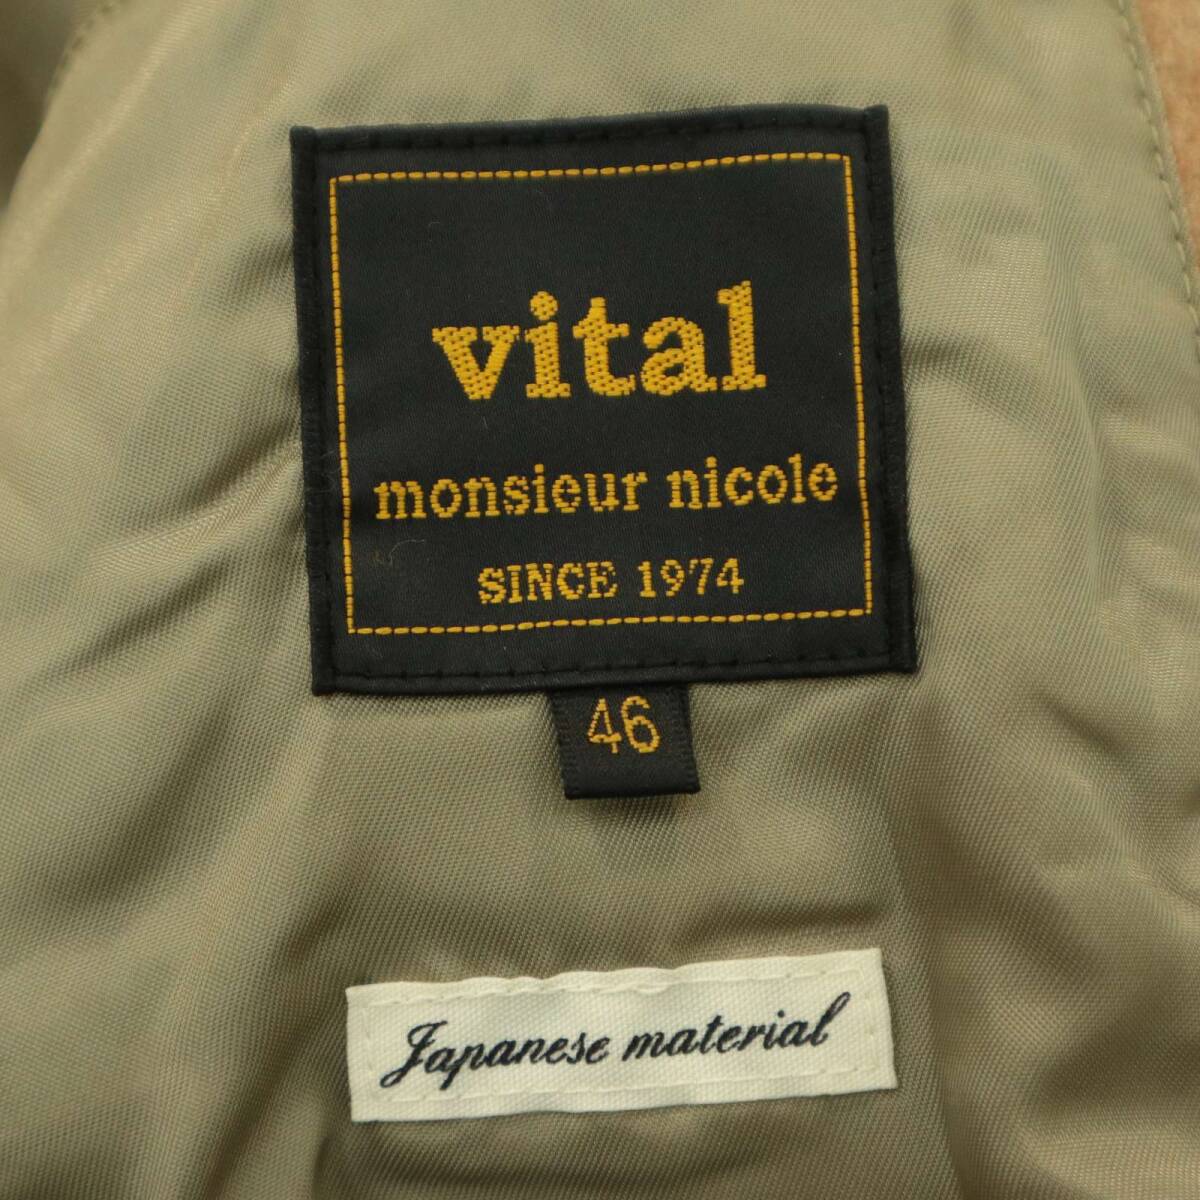 vital
monsieur nicole
SINCE 1974
46
Japanese material